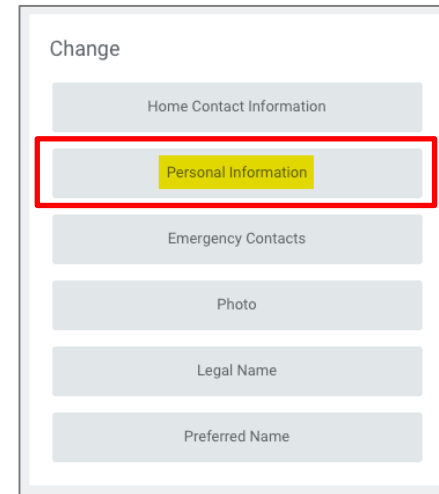 Change
Home Contact Information
Personal Information
Emergency Contacts
Photo
Legal Name
Preferred Name